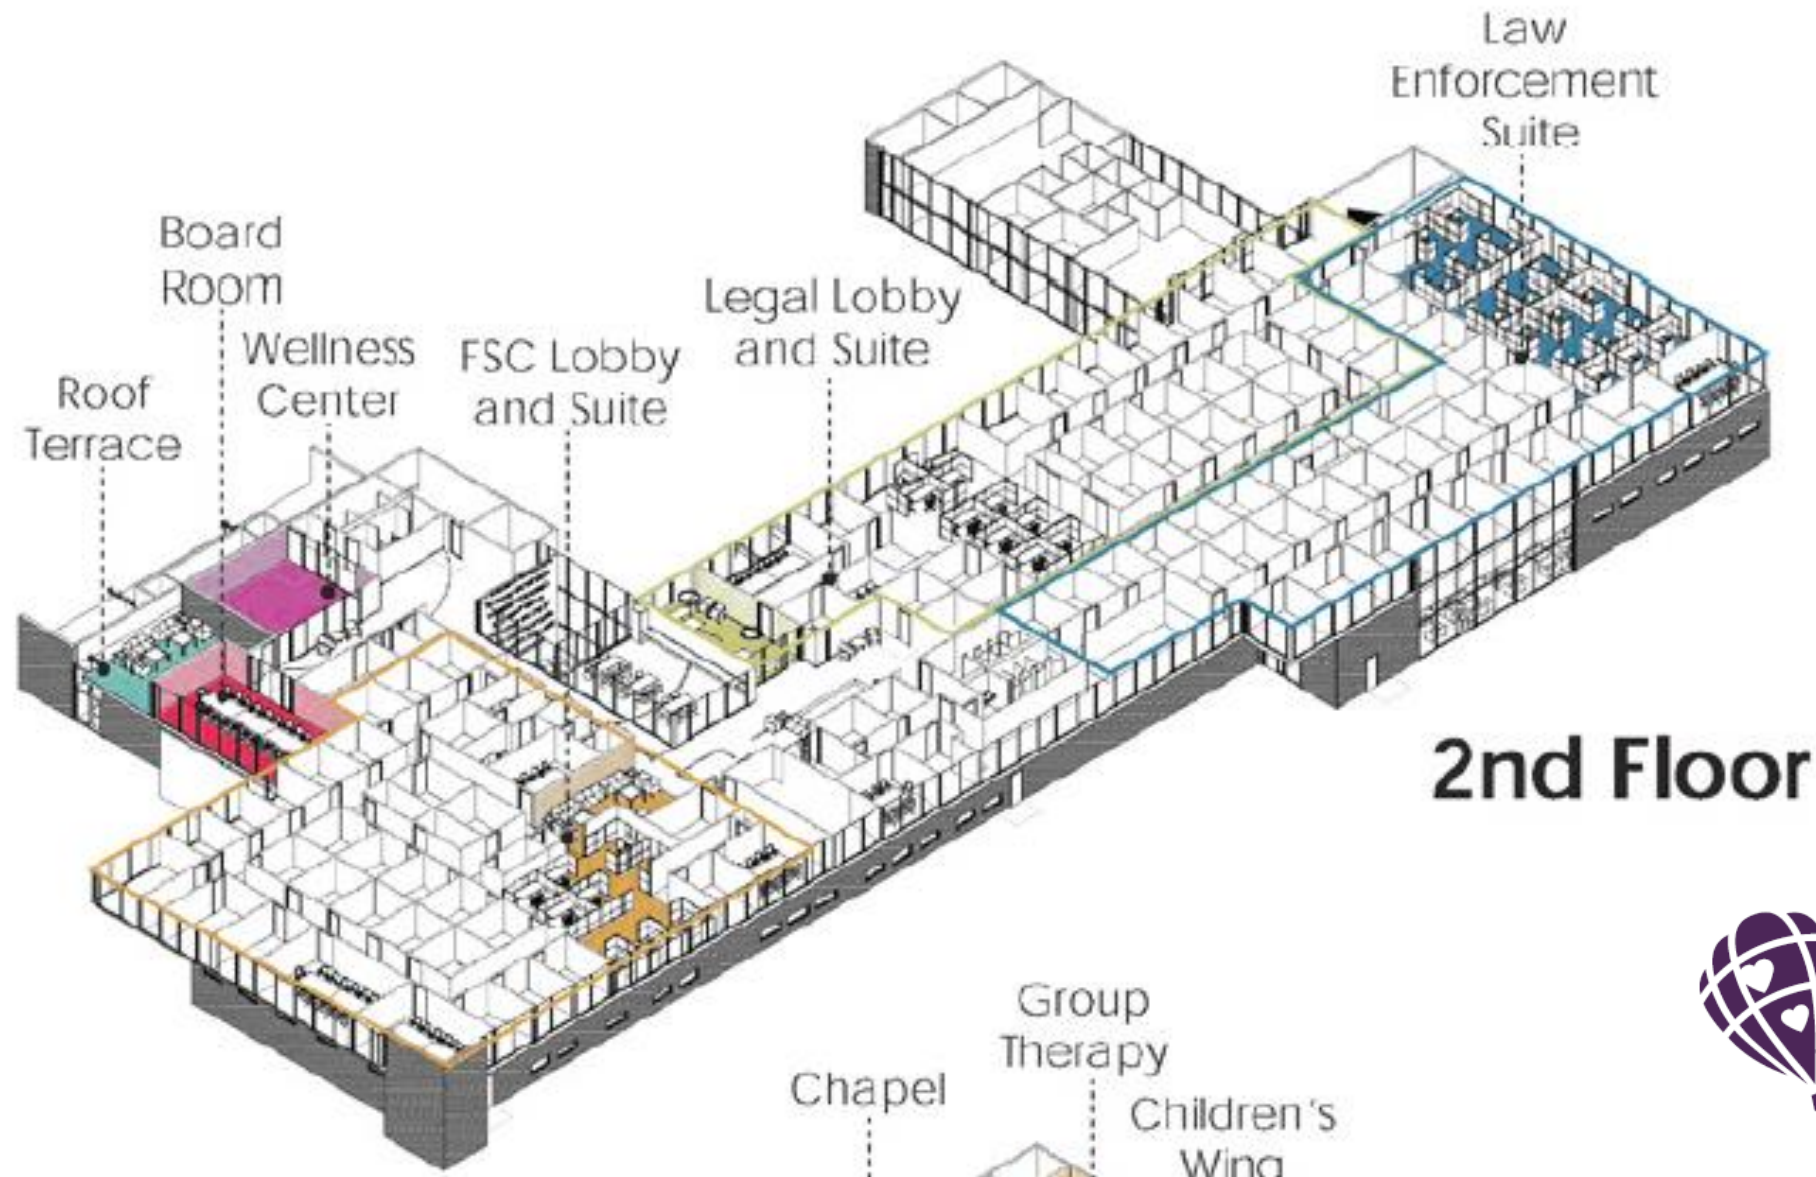 Law
Enforcement
Suite
Board
Room
Legal Lobby
and Suite
Wellness
Center
FSC Lobby
and Suite
Roof
Terrace
2nd Floor
Group
Therapy
Chapel
Children's
Wing